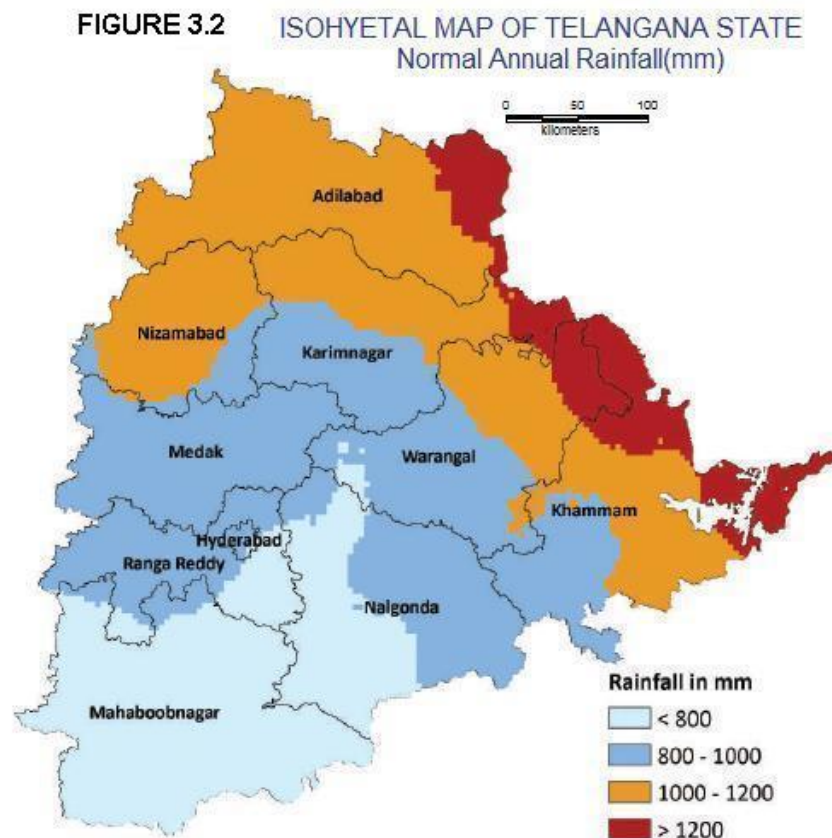 FIGURE 3.2
ISOHYETAL MAP OF TELANGANA STATE
Normal Annual Rainfall(mm)
0 50 100
kilometers
Adilabad
Nizamabad
Karimnagar
Medak
Warangal
Khammam
Hyderabad
Ranga Reddy
Nalgonda
Mahaboobnagar
Rainfall in mm
< 800
800 - 1000
1000 - 1200
> 1200